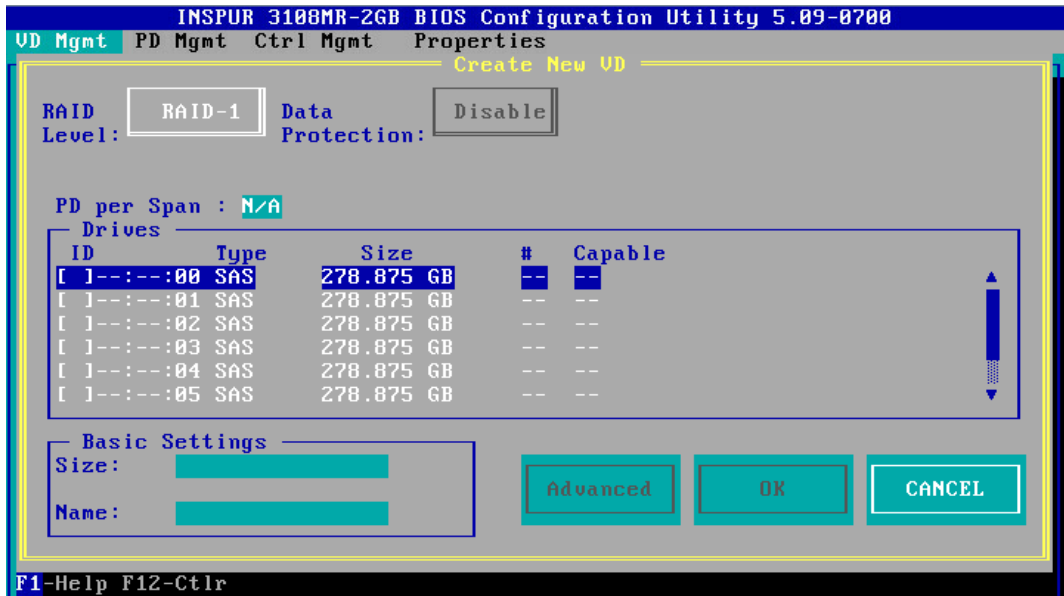 INSPUR 3108MR-2GB BIOS Configuration Utility 5.09-0700
VD Mgmt PD Mgmt Ctrl Mgmt Properties
Create New VD
RAID Level: RAID-1 Data Protection: Disable
PD per Span : N/A
Drives
ID Type Size # Capable
[ ]--:--:00 SAS 278.875 GB -- --
[ ]--:--:01 SAS 278.875 GB -- --
[ ]--:--:02 SAS 278.875 GB -- --
[ ]--:--:03 SAS 278.875 GB -- --
[ ]--:--:04 SAS 278.875 GB -- --
[ ]--:--:05 SAS 278.875 GB -- --
Basic Settings
Size:
Name:
Advanced OK CANCEL
F1-Help F12-Ctlr